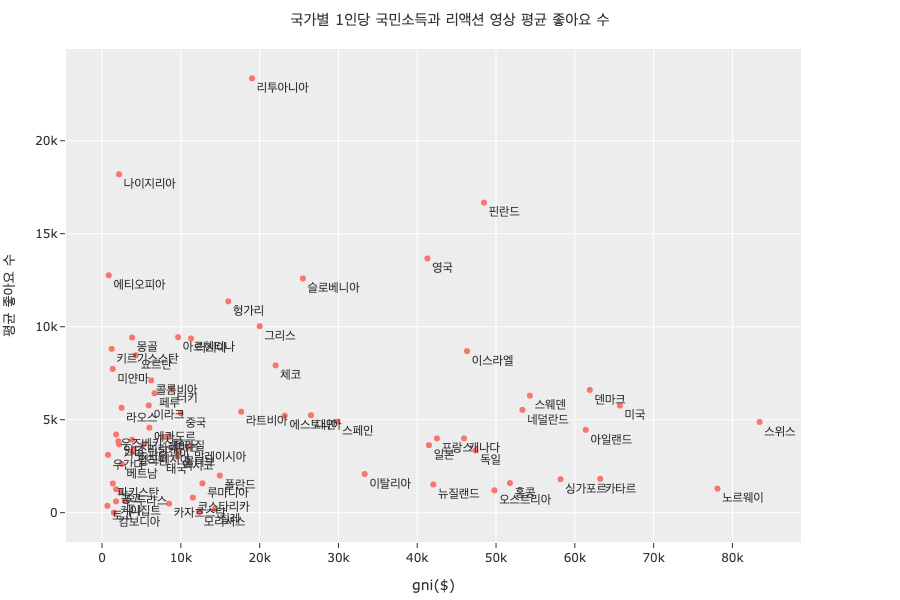 국가별 1인당 국민소득과 리액션 영상 평균 좋아요 수
평균 좋아요 수
20k
15k
10k
5k
0
리투아니아
나이지리아
핀란드
영국
에티오피아
슬로베니아
헝가리
그리스
몽골
키르기스스탄
요르단
이스라엘
체코
미얀마
콜롬비아
터키
페루
덴마크
스웨덴
라오스
이라크
미국
중국
라트비아
네덜란드
스페인
스위스
에콰도르
아일랜드
프랑스
캐나다
일본
독일
말레이시아
멕시코
우간다
태국
베트남
이탈리아
폴란드
루마니아
뉴질랜드
홍콩
오스트리아
싱가포르
카타르
노르웨이
파키스탄
코스타리카
캄보디아
0
10k
20k
30k
40k
50k
60k
70k
80k
gni($)